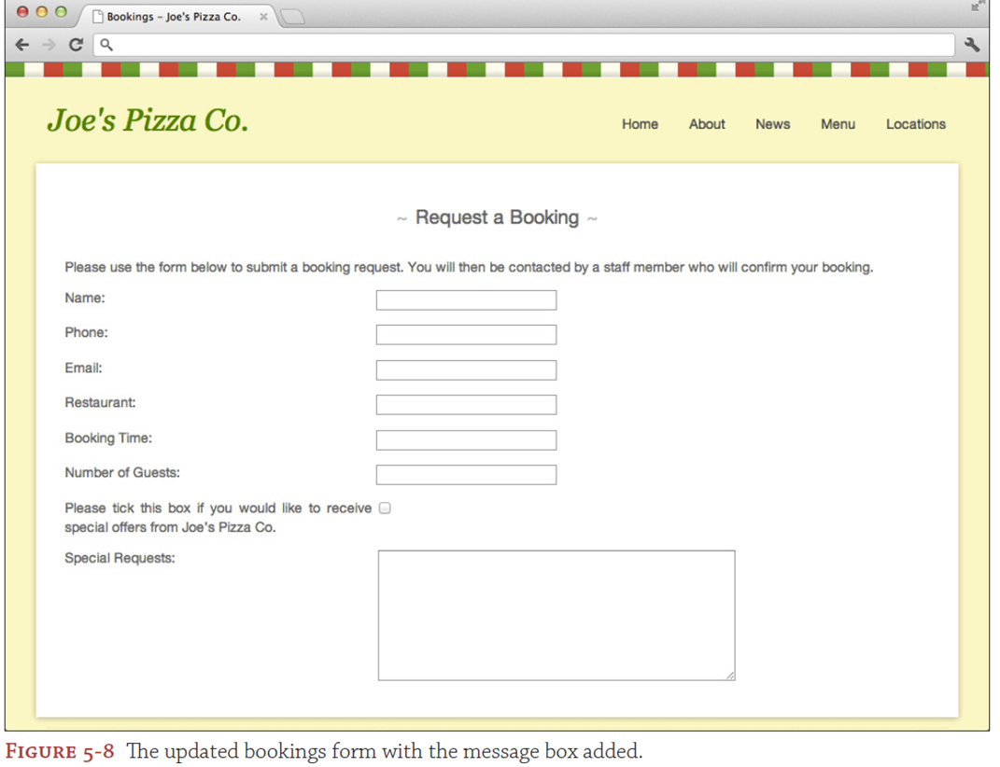 Bookings – Joe's Pizza Co.
Joe's Pizza Co.
Home About News Menu Locations
~ Request a Booking ~
Please use the form below to submit a booking request. You will then be contacted by a staff member who will confirm your booking.
Name:
Phone:
Email:
Restaurant:
Booking Time:
Number of Guests:
Please tick this box if you would like to receive
special offers from Joe's Pizza Co.
Special Requests:
Figure 5-8 The updated bookings form with the message box added.